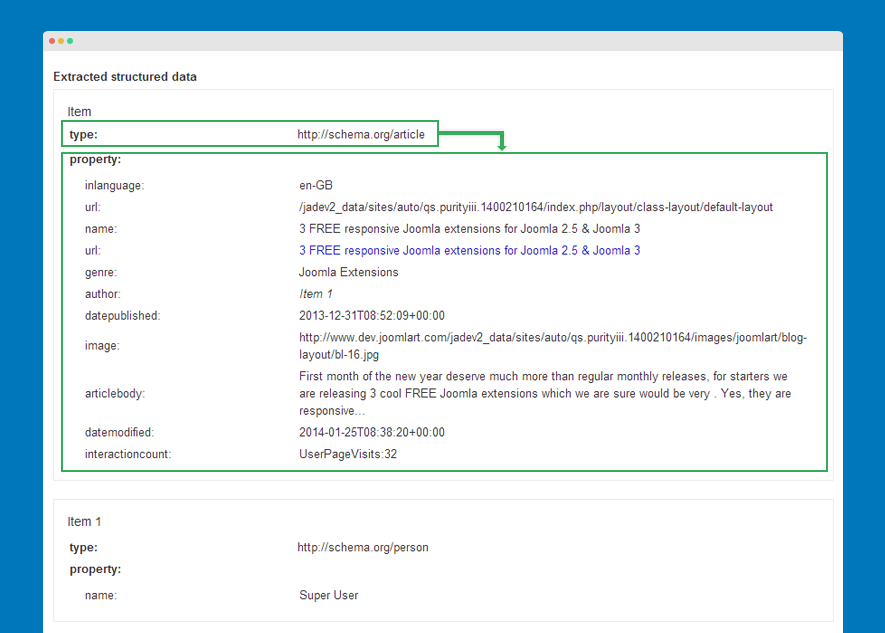 Extracted structured data
Item
type: http://schema.org/article
property:
inlanguage: en-GB
url: /jadev2_data/sites/auto/qs.purityiii.1400210164/index.php/layout/class-layout/default-layout
name: 3 FREE responsive Joomla extensions for Joomla 2.5 & Joomla 3
url: 3 FREE responsive Joomla extensions for Joomla 2.5 & Joomla 3
genre: Joomla Extensions
author: Item 1
datepublished: 2013-12-31T08:52:09+00:00
image: http://www.dev.joomlart.com/jadev2_data/sites/auto/qs.purityiii.1400210164/images/joomlart/blog-
layout/bl-16.jpg
articlebody: First month of the new year deserve much more than regular monthly releases, for starters we
are releasing 3 cool FREE Joomla extensions which we are sure would be very . Yes, they are
responsive...
datemodified: 2014-01-25T08:38:20+00:00
interactioncount: UserPageVisits:32
Item 1
type: http://schema.org/person
property:
name: Super User